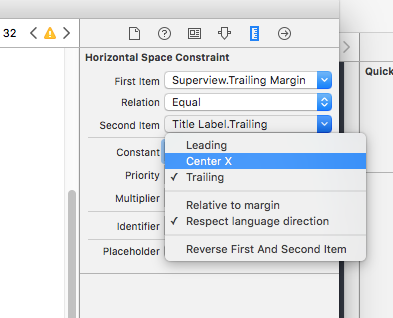 32
Quick
Horizontal Space Constraint
First Item Superview.Trailing Margin
Relation Equal
Second Item Title Label.Trailing
Constant
Leading
Center X
Priority
✓ Trailing
Multiplier
Relative to margin
Identifier
✓ Respect language direction
Placeholder
Reverse First And Second Item